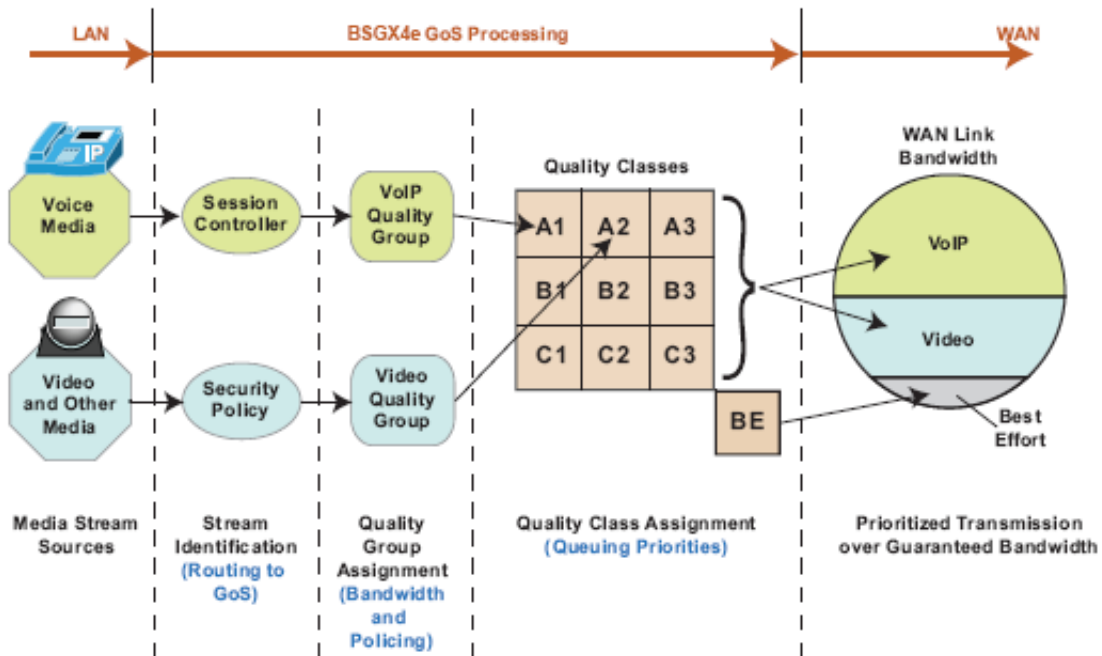 LAN
BSGX4e GoS Processing
WAN
IP
Voice
Media
Session
Controller
VoIP
Quality
Group
Quality Classes
A1 A2 A3
B1 B2 B3
C1 C2 C3
BE
WAN Link
Bandwidth
VoIP
Video
Best
Effort
Video
and Other
Media
Security
Policy
Video
Quality
Group
Media Stream
Sources
Stream
Identification
(Routing to
GoS)
Quality
Group
Assignment
(Bandwidth
and
Policing)
Quality Class Assignment
(Queuing Priorities)
Prioritized Transmission
over Guaranteed Bandwidth